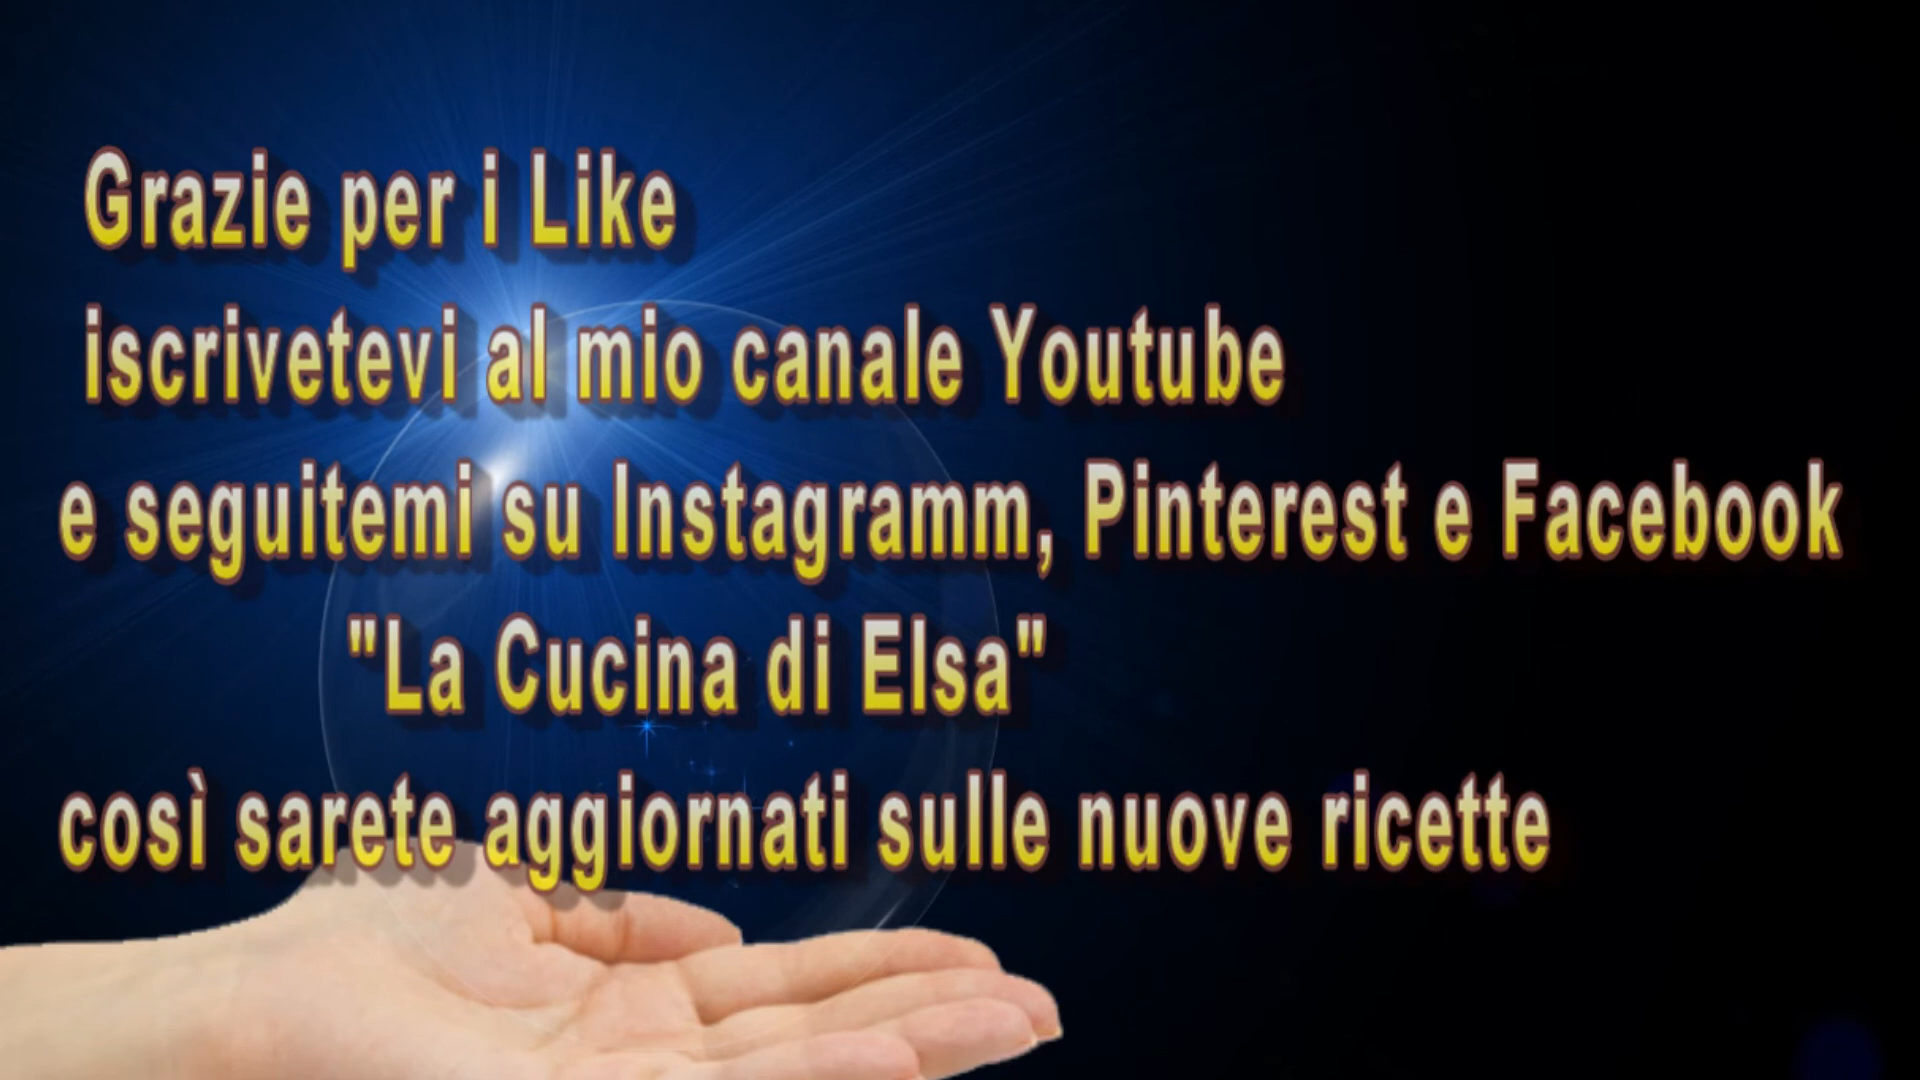 Grazie per i Like
iscrivetevi al mio canale Youtube
e seguitemi su Instagramm, Pinterest e Facebook
"La Cucina di Elsa"
così sarete aggiornati sulle nuove ricette